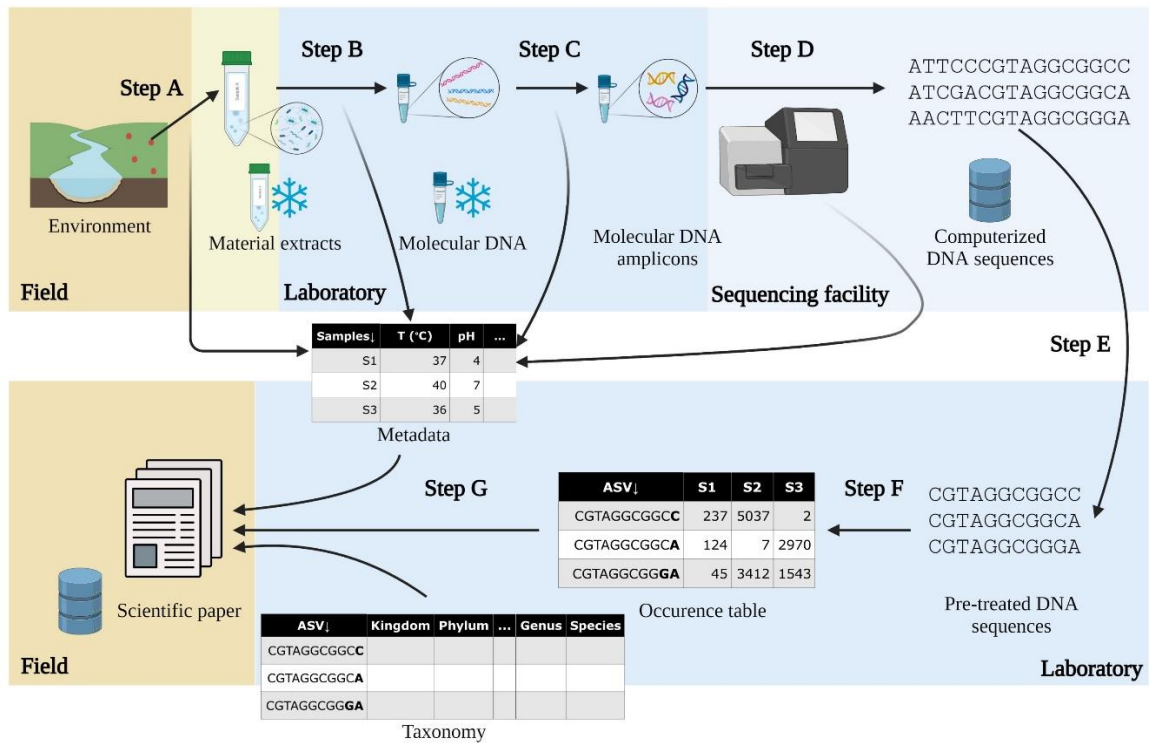 Step A
Step B
Step C
Step D
ATTCCCGTAGGCGGCC
ATCGACGTAGGCGGCA
AACTTCGTAGGCGGGA
Environment
Material extracts
Molecular DNA
Molecular DNA
amplicons
Computerized
DNA sequences
Field
Laboratory
Sequencing facility
Samples↓ T (°C) pH ...
S1 37 4
S2 40 7
S3 36 5
Metadata
Step E
Step G
ASV↓ S1 S2 S3
CGTAGGCGGCC 237 5037 2
CGTAGGCGGCA 124 7 2970
CGTAGGCGGGA 45 3412 1543
Occurence table
Step F
CGTAGGCGGCC
CGTAGGCGGCA
CGTAGGCGGGA
Pre-treated DNA
sequences
Scientific paper
ASV↓ Kingdom Phylum ... Genus Species
CGTAGGCGGCC
CGTAGGCGGCA
CGTAGGCGGGA
Taxonomy
Field
Laboratory